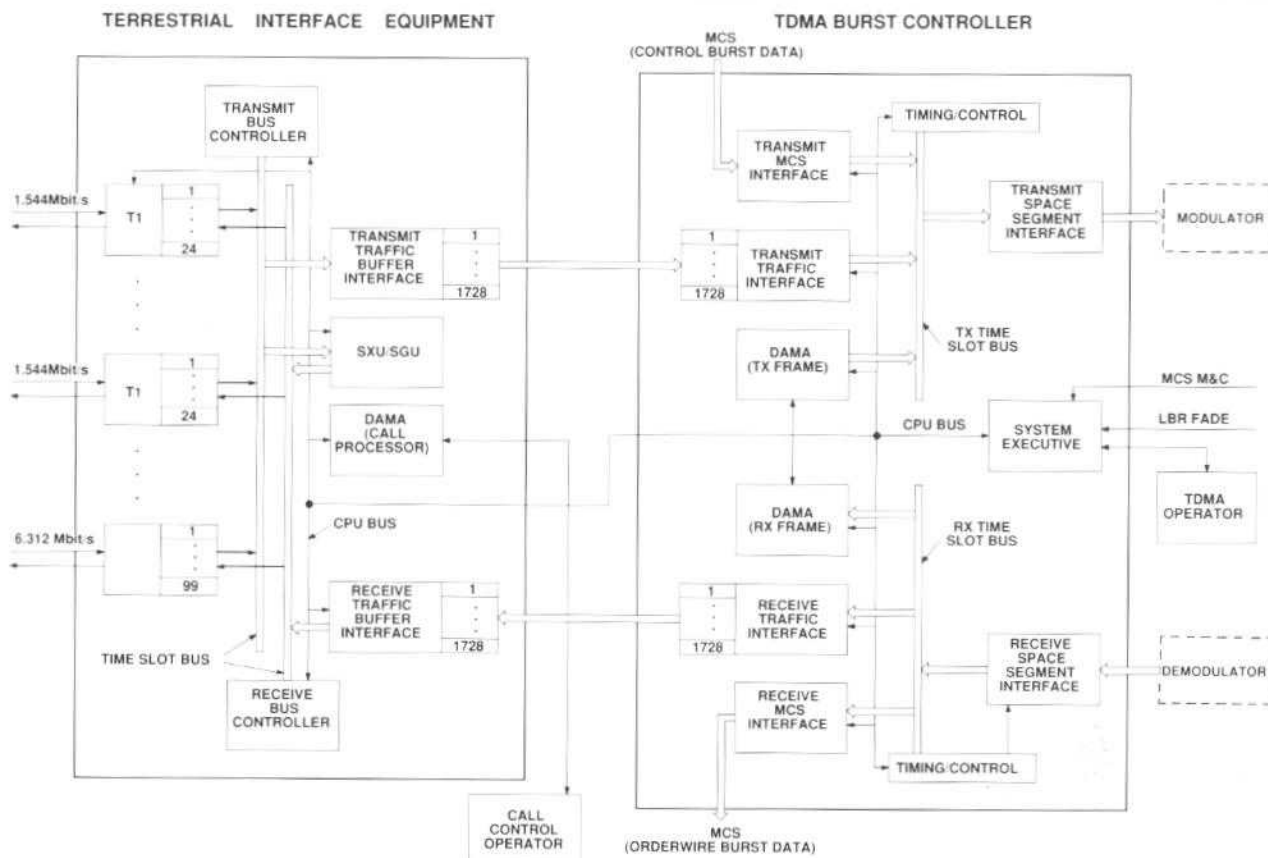 TERRESTRIAL INTERFACE EQUIPMENT
TDMA BURST CONTROLLER
MCS
(CONTROL BURST DATA)
TRANSMIT
BUS
CONTROLLER
1.544Mbit/s
T1
1
24
TRANSMIT
TRAFFIC
BUFFER
INTERFACE
1
1728
SXU/SGU
1.544Mbit/s
T1
1
24
DAMA
(CALL
PROCESSOR)
CPU BUS
6.312 Mbit/s
1
99
RECEIVE
TRAFFIC
BUFFER
INTERFACE
1
1728
TIME SLOT BUS
RECEIVE
BUS
CONTROLLER
CALL
CONTROL
OPERATOR
TIMING/CONTROL
TRANSMIT
MCS
INTERFACE
TRANSMIT
SPACE
SEGMENT
INTERFACE
MODULATOR
1
1728
TRANSMIT
TRAFFIC
INTERFACE
TX TIME
SLOT BUS
DAMA
(TX FRAME)
MCS M&C
LBR FADE
CPU BUS
SYSTEM
EXECUTIVE
TDMA
OPERATOR
DAMA
(RX FRAME)
RX TIME
SLOT BUS
1
1728
RECEIVE
TRAFFIC
INTERFACE
RECEIVE
SPACE
SEGMENT
INTERFACE
DEMODULATOR
RECEIVE
MCS
INTERFACE
TIMING/CONTROL
MCS
(ORDERWIRE BURST DATA)